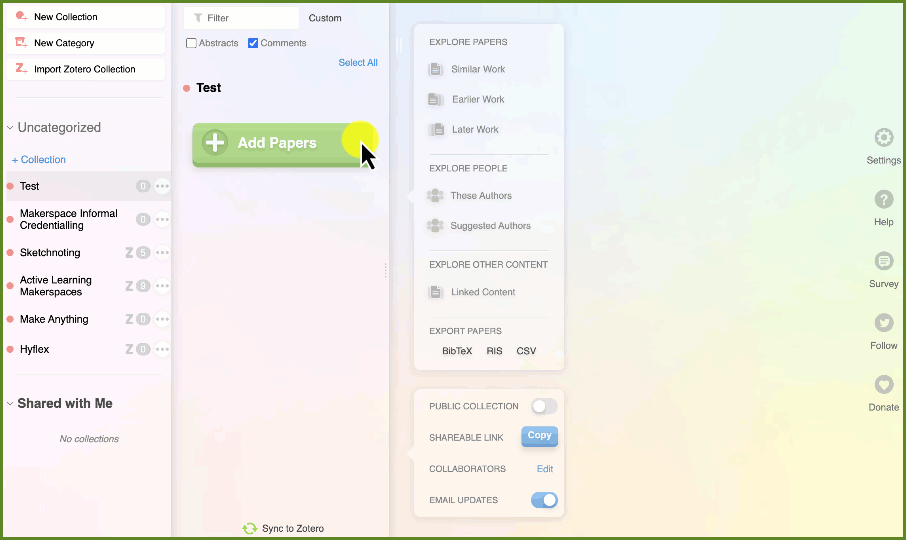 New Collection
New Category
Import Zotero Collection
Uncategorized
+ Collection
Test 0
Makerspace Informal
Credentialling 0
Sketchnoting Z 5
Active Learning
Makerspaces Z 9
Make Anything Z 0
Hyflex Z 0
Shared with Me
No collections
Filter
Custom
Abstracts
Comments
Select All
Test
Add Papers
Sync to Zotero
EXPLORE PAPERS
Similar Work
Earlier Work
Later Work
EXPLORE PEOPLE
These Authors
Suggested Authors
EXPLORE OTHER CONTENT
Linked Content
EXPORT PAPERS
BibTeX RIS CSV
PUBLIC COLLECTION
SHAREABLE LINK Copy
COLLABORATORS Edit
EMAIL UPDATES
Settings
Help
Survey
Follow
Donate